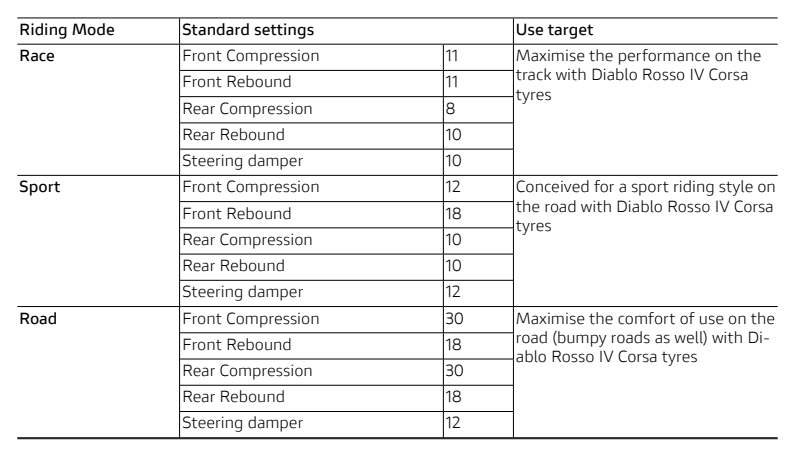 Riding Mode Standard settings Use target
Race Front Compression 11 Maximise the performance on the
Front Rebound 11 track with Diablo Rosso IV Corsa
Rear Compression 8 tyres
Rear Rebound 10
Steering damper 10
Sport Front Compression 12 Conceived for a sport riding style on
Front Rebound 18 the road with Diablo Rosso IV Corsa
Rear Compression 10 tyres
Rear Rebound 10
Steering damper 12
Road Front Compression 30 Maximise the comfort of use on the
Front Rebound 18 road (bumpy roads as well) with Di-
Rear Compression 30 ablo Rosso IV Corsa tyres
Rear Rebound 18
Steering damper 12